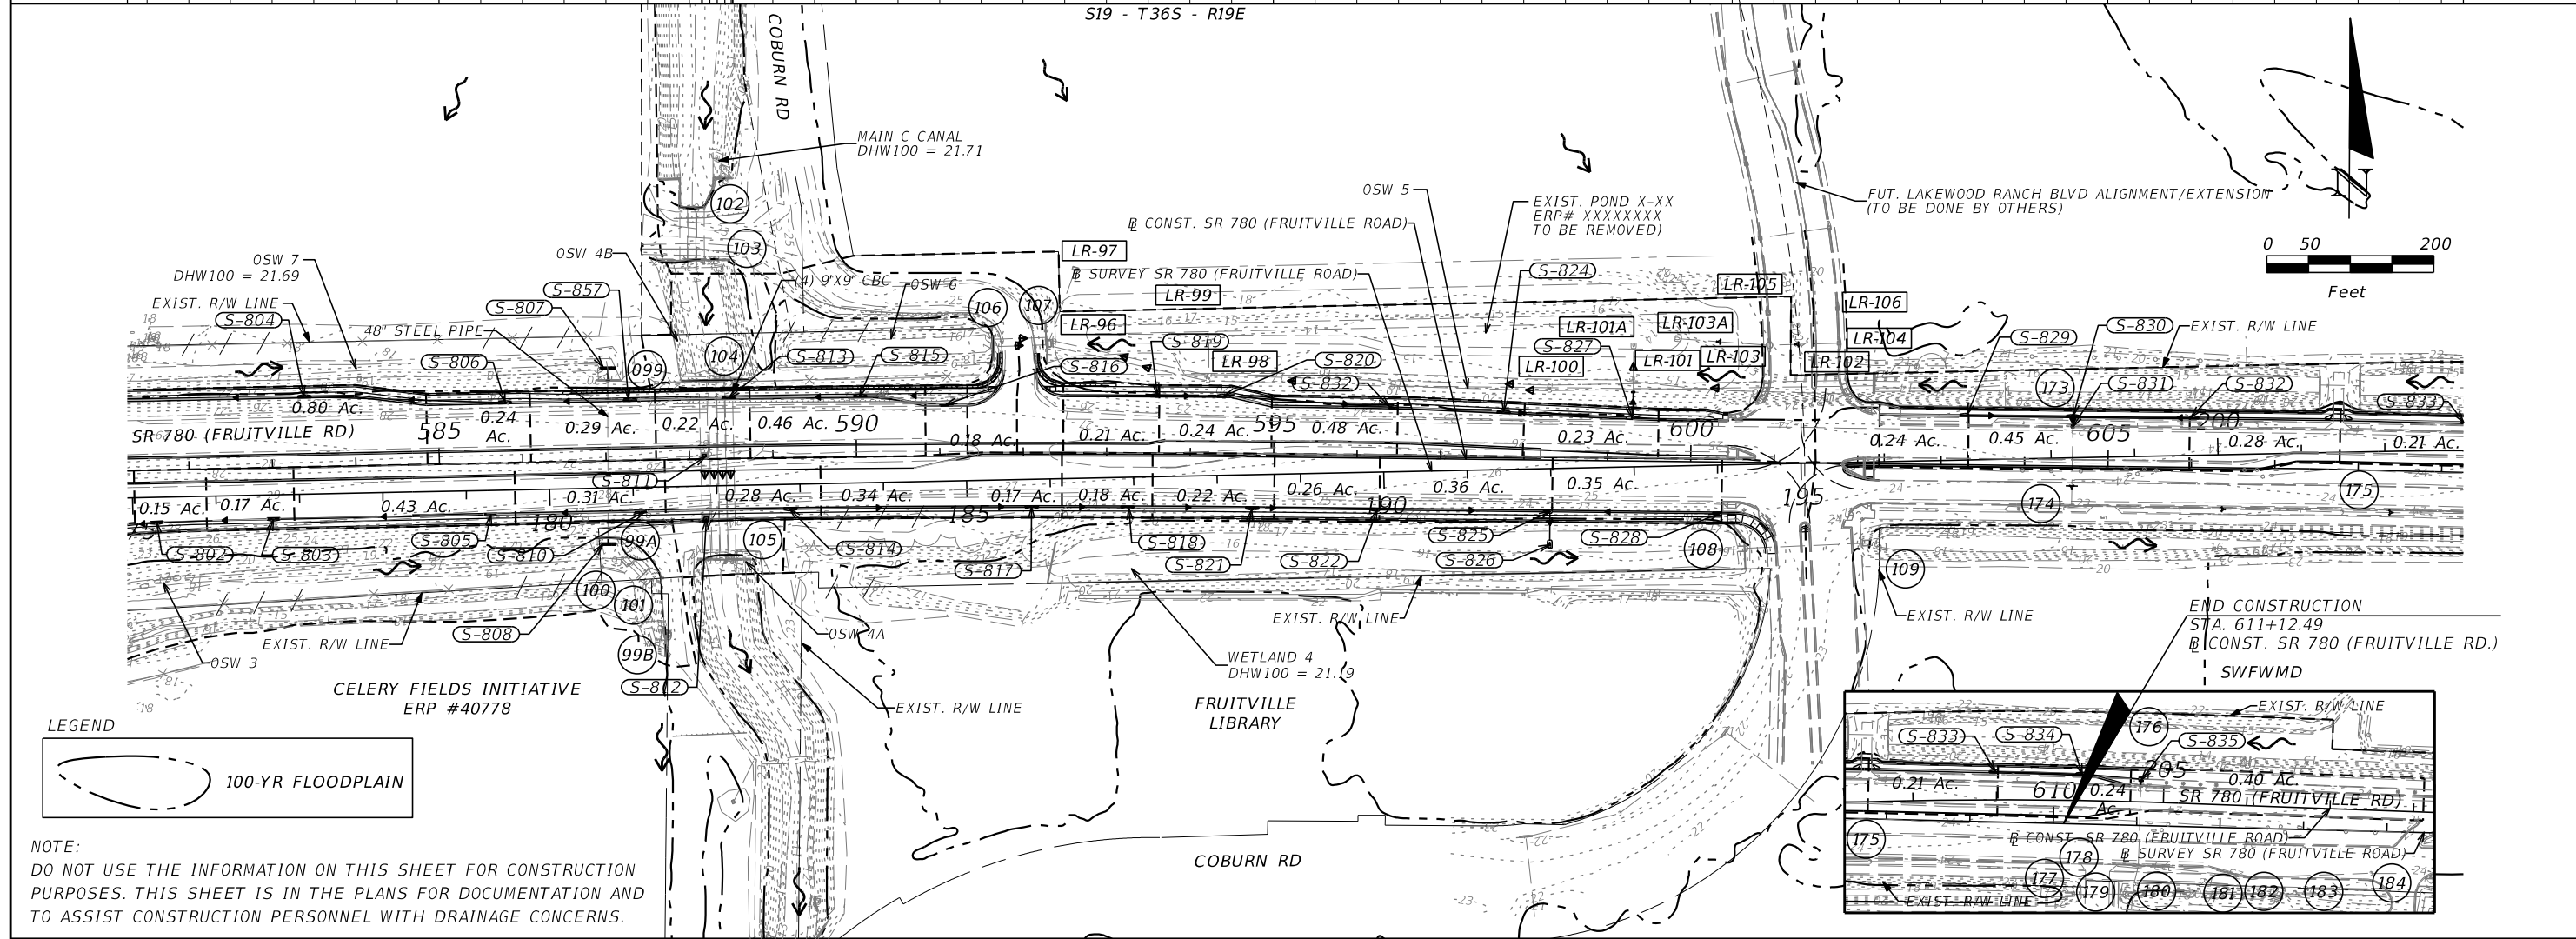 S19 - T36S - R19E
COBURN RD
MAIN C CANAL
DHW100 = 21.71
102
103
OSW 7
DHW100 = 21.69
OSW 4B
EXIST. R/W LINE
S-804
S-807
S-857
48" STEEL PIPE
S-806
099
104
(4) 9'X9' CBC
OSW 6
106
107
S-813
S-815
S-816
LR-97
LR-96
℄ CONST. SR 780 (FRUITVILLE ROAD)
OSW 5
EXIST. POND X-XX
ERP# XXXXXXXX
TO BE REMOVED)
℄ SURVEY SR 780 (FRUITVILLE ROAD)
LR-99
S-819
LR-98
S-820
S-832
S-824
LR-101A
S-827
LR-100
LR-103A
LR-101
LR-103
LR-105
LR-102
LR-106
LR-104
FUT. LAKEWOOD RANCH BLVD ALIGNMENT/EXTENSION
(TO BE DONE BY OTHERS)
N
0 50 200
Feet
S-829
S-830
EXIST. R/W LINE
173
S-831
S-832
S-833
0.80 Ac.
SR 780 (FRUITVILLE RD)
585
0.24
Ac.
0.29 Ac.
0.22 Ac.
0.46 Ac.
590
0.18 Ac.
0.21 Ac.
0.24 Ac.
595
0.48 Ac.
0.23 Ac.
600
0.24 Ac.
0.45 Ac.
605
200
0.28 Ac.
0.21 Ac.
S-811
0.15 Ac.
0.17 Ac.
0.43 Ac.
180
0.31 Ac.
0.28 Ac.
0.34 Ac.
185
0.17 Ac.
0.18 Ac.
0.22 Ac.
0.26 Ac.
190
0.36 Ac.
0.35 Ac.
195
174
175
S-802
S-803
S-805
S-810
99A
105
S-814
S-817
S-818
S-821
S-822
S-825
S-826
S-828
108
109
100
101
S-808
99B
S-812
OSW 3
EXIST. R/W LINE
OSW 4A
EXIST. R/W LINE
WETLAND 4
DHW100 = 21.19
EXIST. R/W LINE
EXIST. R/W LINE
CELERY FIELDS INITIATIVE
ERP #40778
FRUITVILLE
LIBRARY
COBURN RD
END CONSTRUCTION
STA. 611+12.49
℄ CONST. SR 780 (FRUITVILLE RD.)
SWFWMD
EXIST. R/W LINE
S-833
S-834
176
S-835
0.21 Ac.
610
0.24
Ac.
205
0.40 Ac.
SR 780 (FRUITVILLE RD)
175
℄ CONST. SR 780 (FRUITVILLE ROAD)
℄ SURVEY SR 780 (FRUITVILLE ROAD)
177
178
179
180
181
182
183
184
EXIST R/W LINE
LEGEND
100-YR FLOODPLAIN
NOTE:
DO NOT USE THE INFORMATION ON THIS SHEET FOR CONSTRUCTION
PURPOSES. THIS SHEET IS IN THE PLANS FOR DOCUMENTATION AND
TO ASSIST CONSTRUCTION PERSONNEL WITH DRAINAGE CONCERNS.